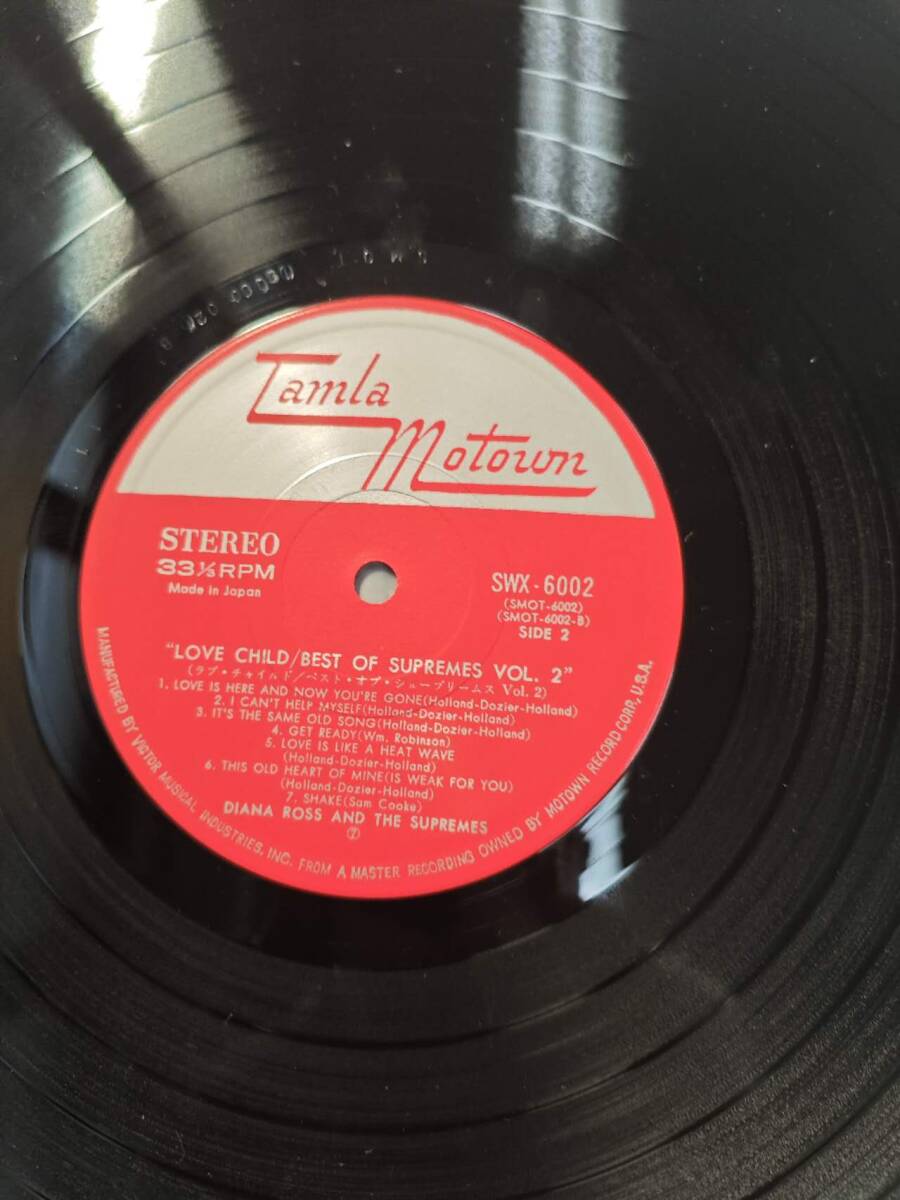 Tamla
Motown
STEREO
33⅓RPM
Made in Japan
SWX-6002
(SMOT-6002)
(SMOT-6002-B)
SIDE 2
"LOVE CHILD/BEST OF SUPREMES VOL. 2"
(ラブ・チャイルド/ベスト・オブ・シュープリームス Vol. 2)
1. LOVE IS HERE AND NOW YOU'RE GONE(Holland-Dozier-Holland)
2. I CAN'T HELP MYSELF(Holland-Dozier-Holland)
3. IT'S THE SAME OLD SONG(Holland-Dozier-Holland)
4. GET READY(Wm. Robinson)
5. LOVE IS LIKE A HEAT WAVE
(Holland-Dozier-Holland)
6. THIS OLD HEART OF MINE(IS WEAK FOR YOU)
(Holland-Dozier-Holland)
7. SHAKE(Sam Cooke)
DIANA ROSS AND THE SUPREMES
⑦
MANUFACTURED BY VICTOR MUSICAL INDUSTRIES, INC. FROM A MASTER RECORDING OWNED BY MOTOWN RECORD CORP., U.S.A.